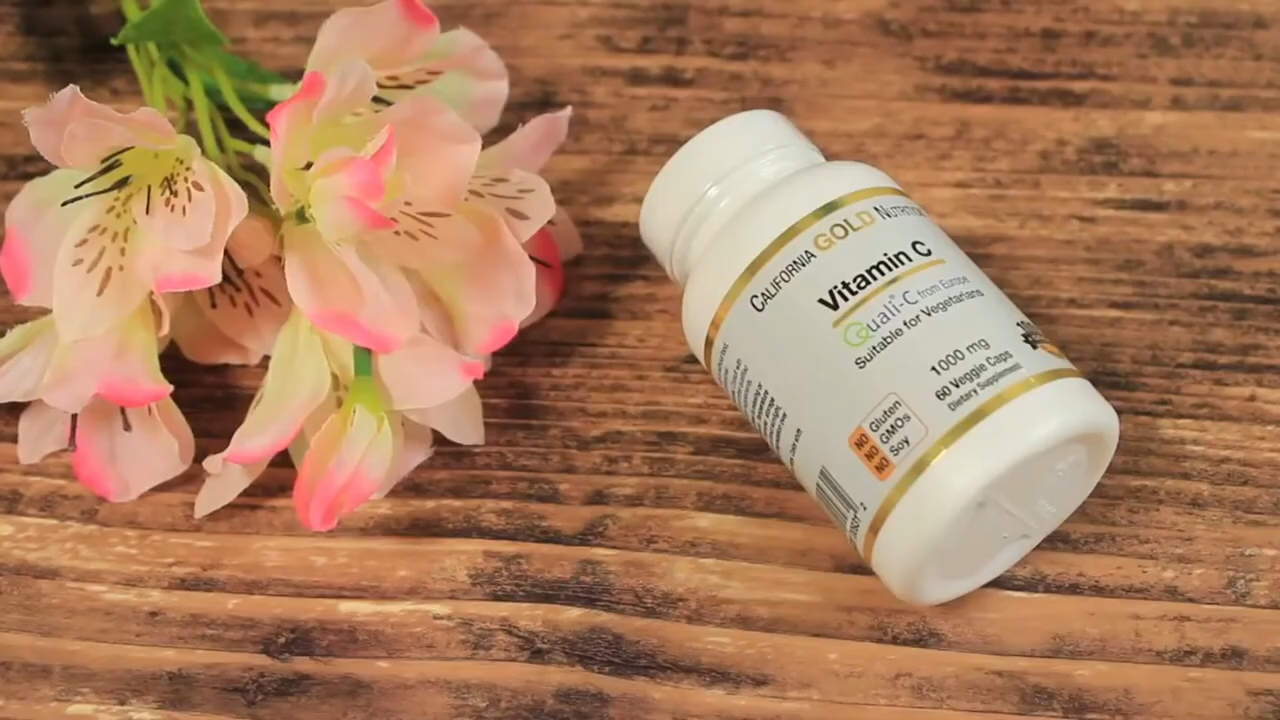 CALIFORNIA GOLD NUTRITION
Vitamin C
Quali®-C from Europe
Suitable for Vegetarians
1000 mg
60 Veggie Caps
Dietary Supplement
NO Gluten
NO GMOs
NO Soy